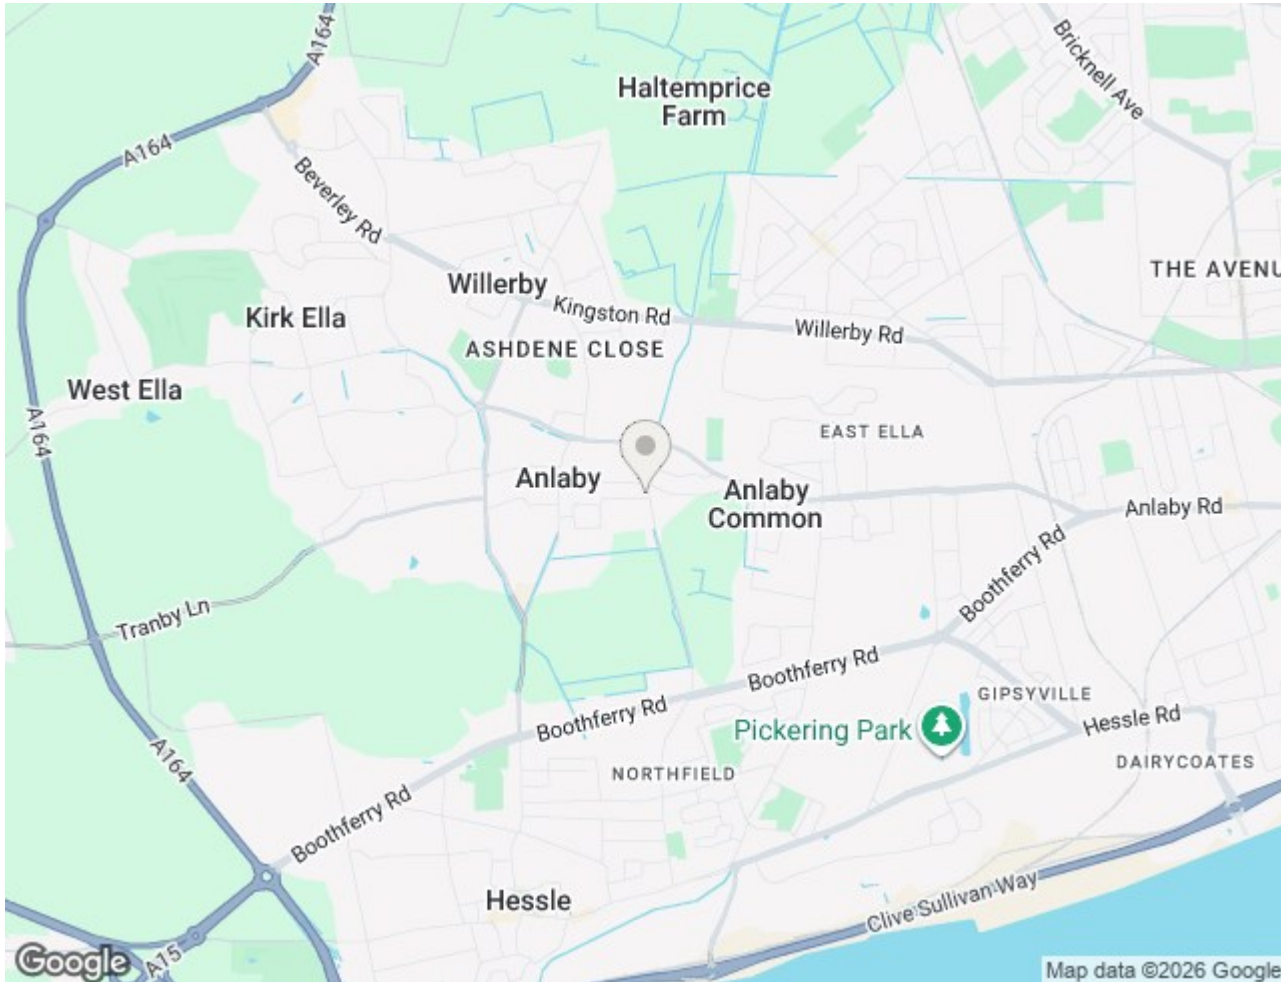 A164
Bricknell Ave
Haltemprice
Farm
A164
Beverley Rd
THE AVENU
Willerby
Kingston Rd
Kirk Ella
Willerby Rd
ASHDENE CLOSE
West Ella
A164
EAST ELLA
Anlaby
Anlaby
Common
Anlaby Rd
Boothferry Rd
Tranby Ln
Boothferry Rd
GIPSYVILLE
Boothferry Rd
Pickering Park
Hessle Rd
A164
NORTHFIELD
DAIRYCOATES
Boothferry Rd
Hessle
Clive Sullivan Way
A15
Google
Map data ©2026 Google